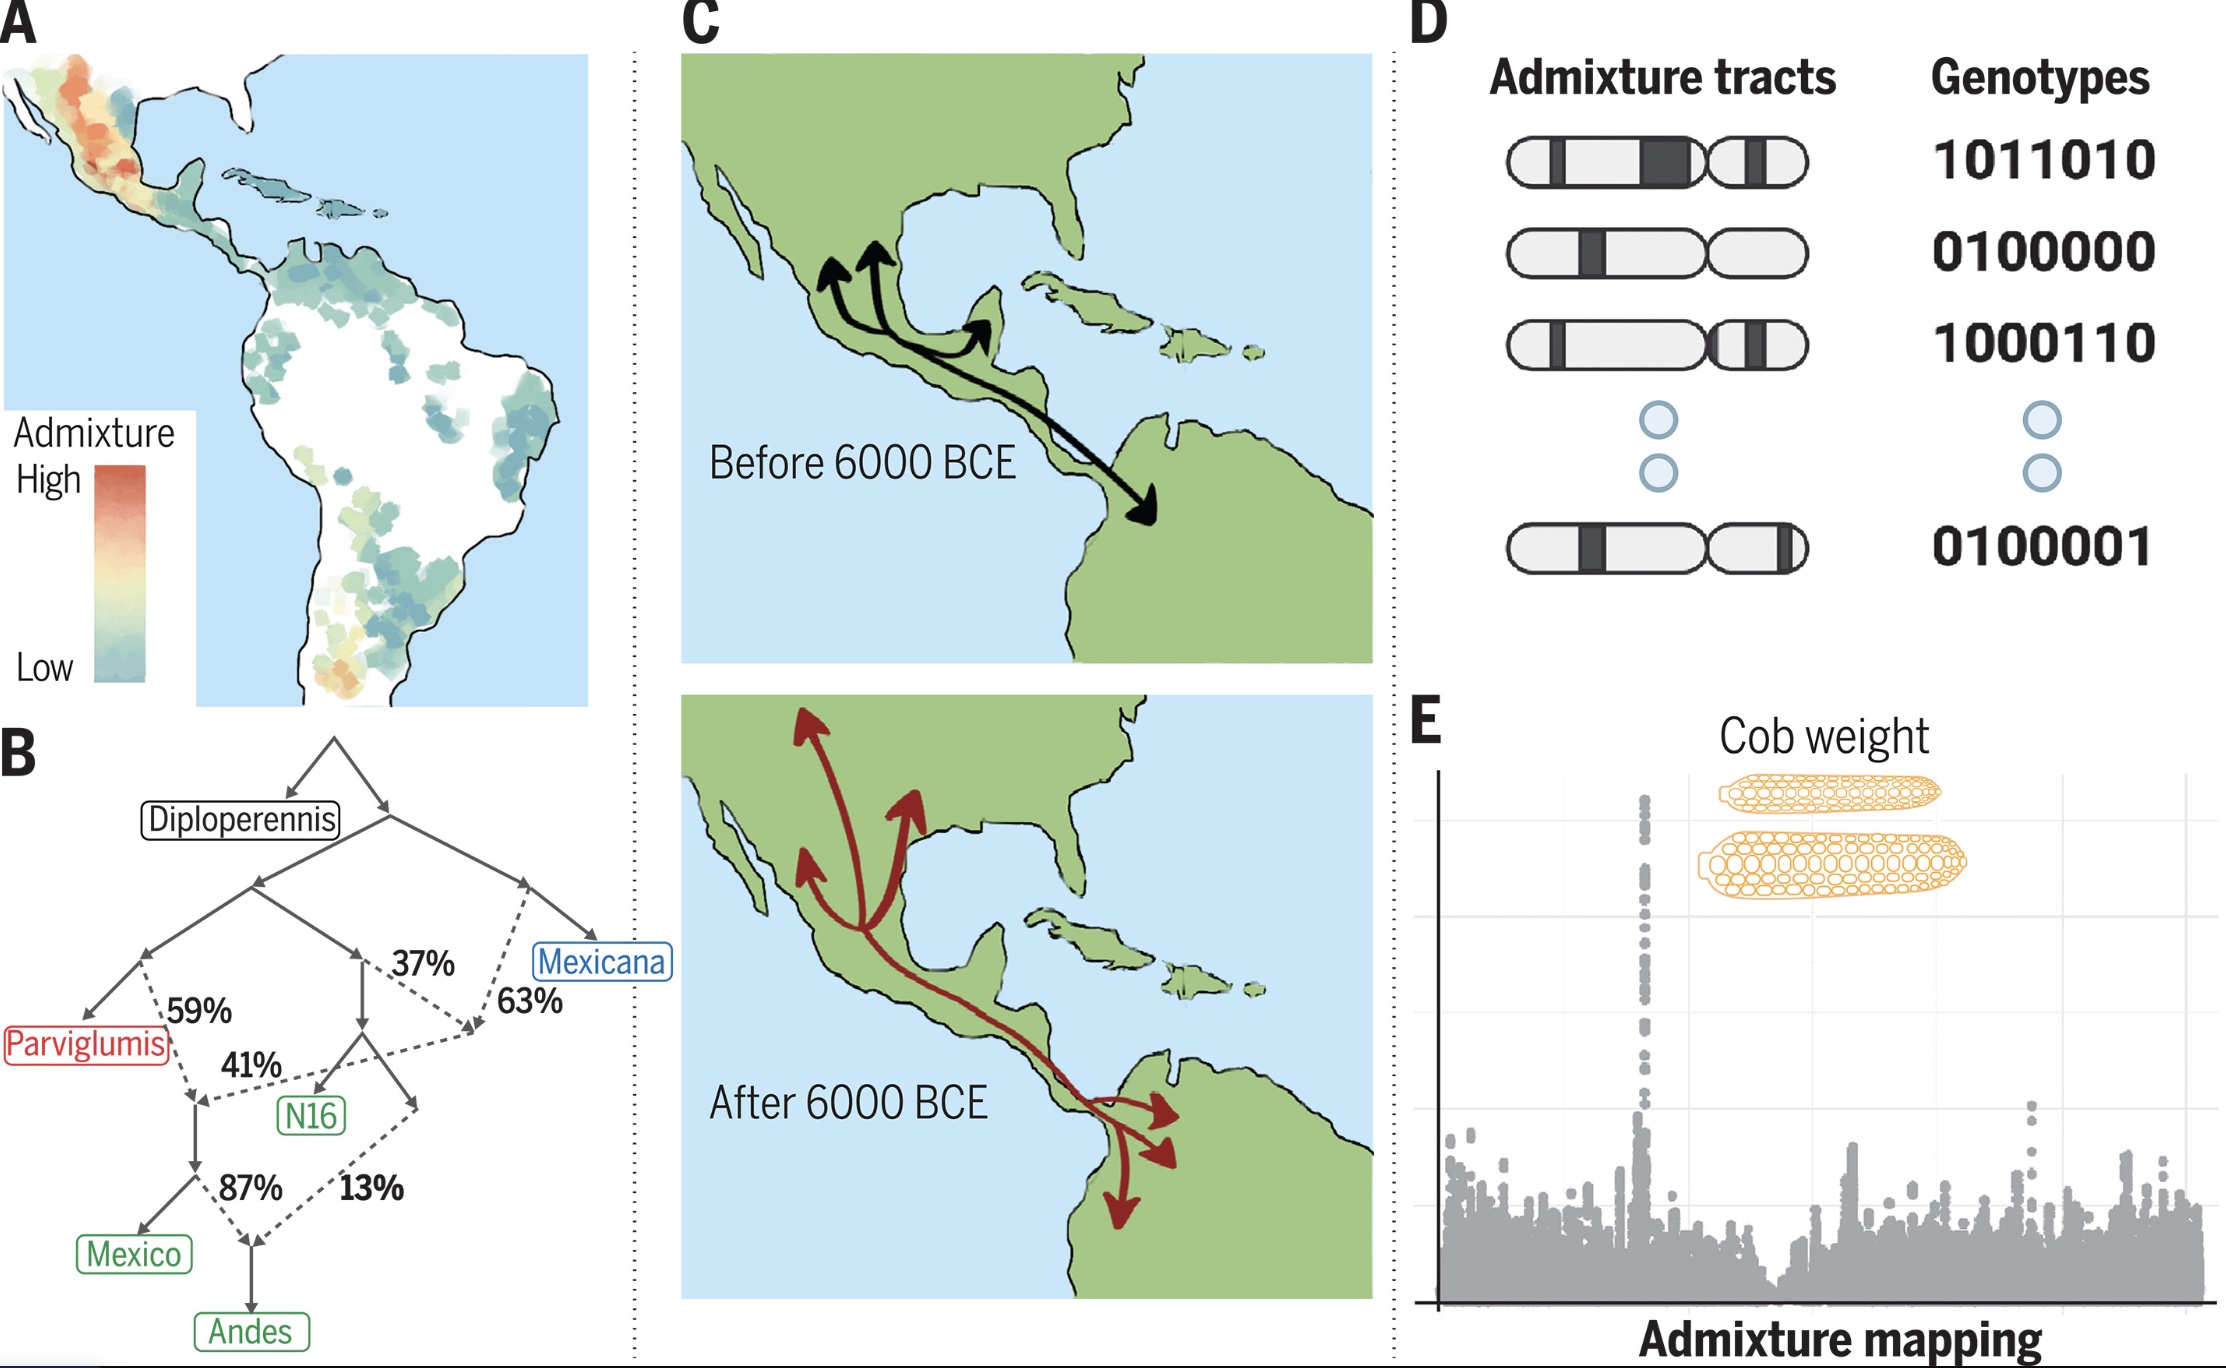 A
Admixture
High
Low
B
Diploperennis
Mexicana
37%
63%
59%
Parviglumis
41%
N16
87%
13%
Mexico
Andes
C
Before 6000 BCE
After 6000 BCE
D
Admixture tracts
Genotypes
1011010
0100000
1000110
0100001
E
Cob weight
Admixture mapping